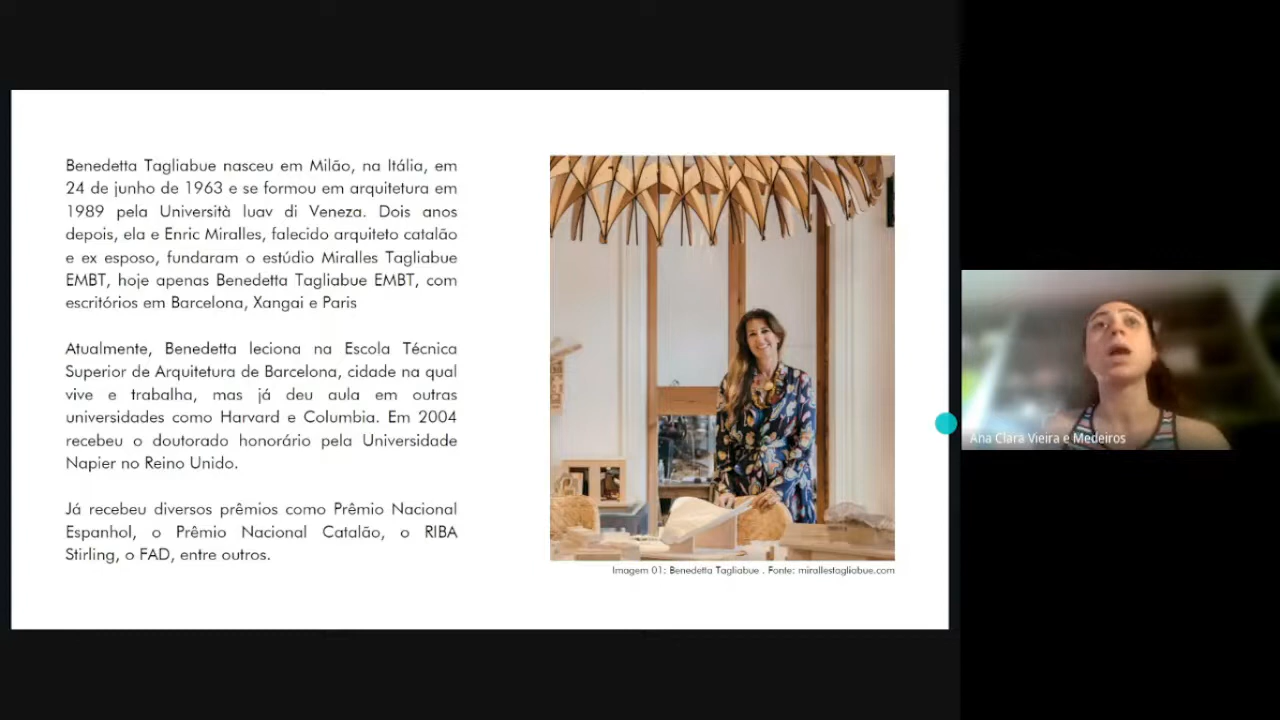 Benedetta Tagliabue nasceu em Milão, na Itália, em
24 de junho de 1963 e se formou em arquitetura em
1989 pela Università Iuav di Veneza. Dois anos
depois, ela e Enric Miralles, falecido arquiteto catalão
e ex esposo, fundaram o estúdio Miralles Tagliabue
EMBT, hoje apenas Benedetta Tagliabue EMBT, com
escritórios em Barcelona, Xangai e Paris
Atualmente, Benedetta leciona na Escola Técnica
Superior de Arquitetura de Barcelona, cidade na qual
vive e trabalha, mas já deu aula em outras
universidades como Harvard e Columbia. Em 2004
recebeu o doutorado honorário pela Universidade
Napier no Reino Unido.
Já recebeu diversos prêmios como Prêmio Nacional
Espanhol, o Prêmio Nacional Catalão, o RIBA
Stirling, o FAD, entre outros.
Imagem 01: Benedetta Tagliabue . Fonte: mirallestagliabue.com
Ana Clara Vieira e Medeiros